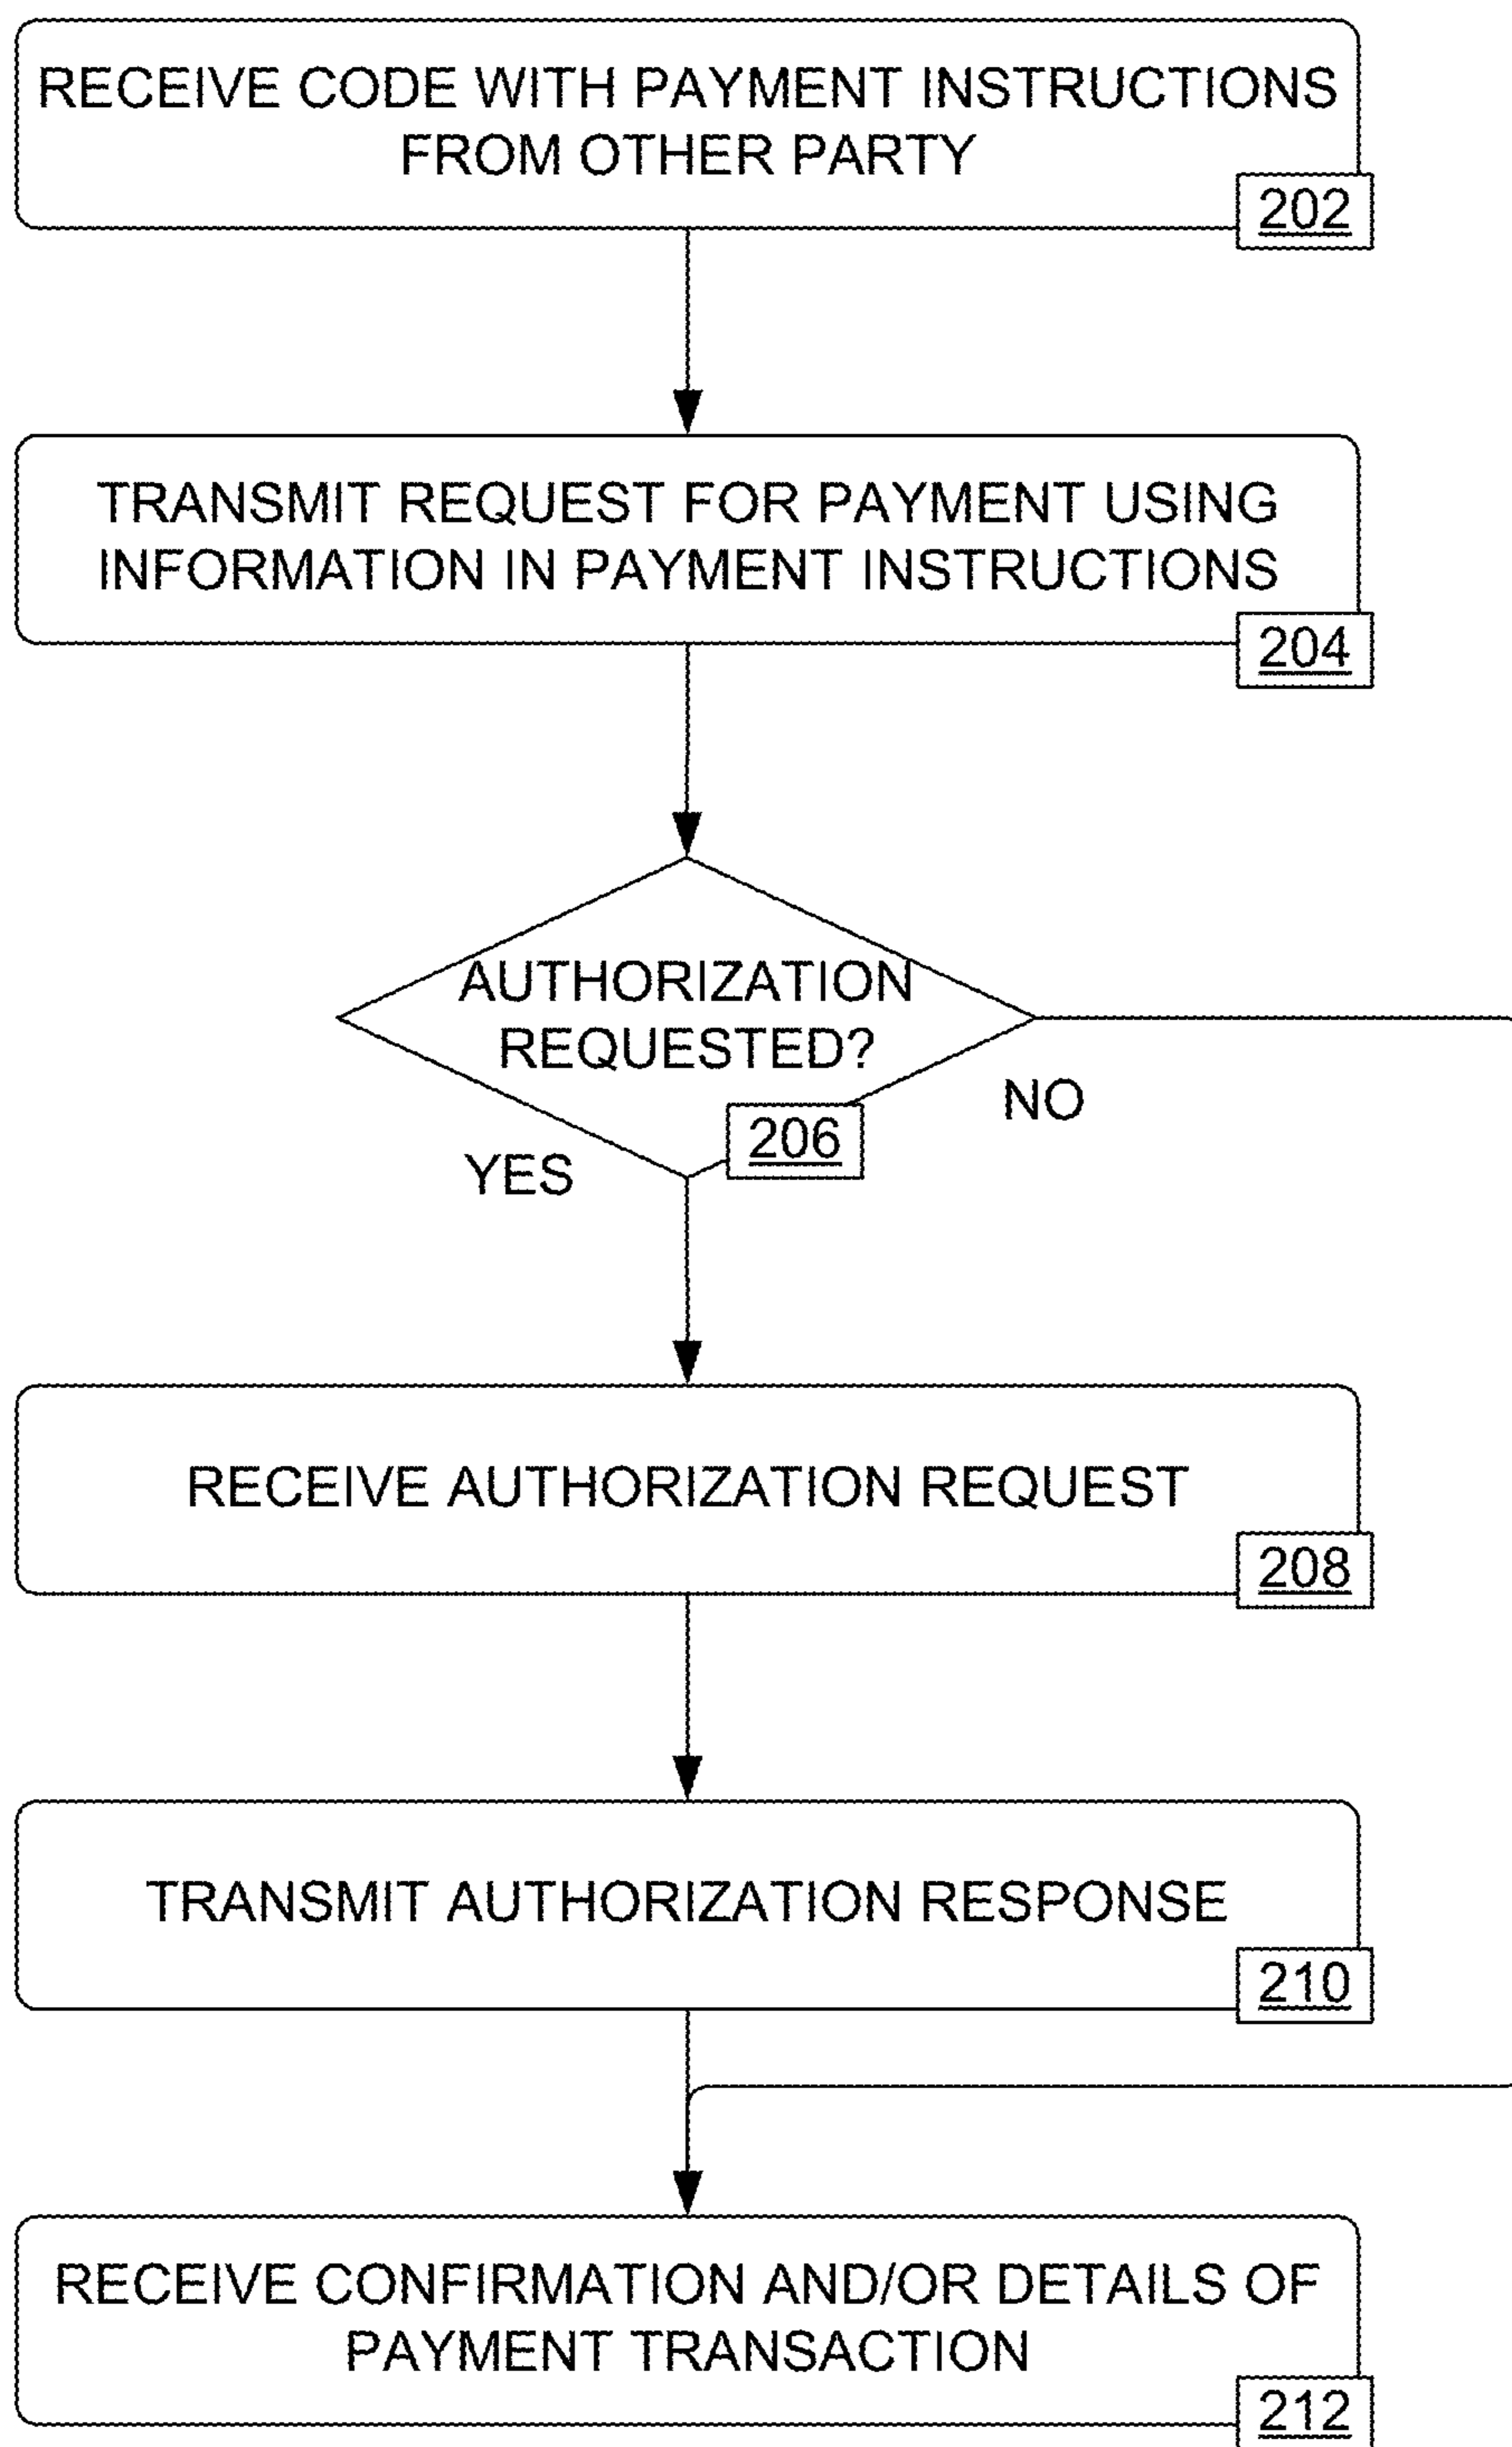 RECEIVE CODE WITH PAYMENT INSTRUCTIONS
FROM OTHER PARTY
202
TRANSMIT REQUEST FOR PAYMENT USING
INFORMATION IN PAYMENT INSTRUCTIONS
204
AUTHORIZATION
REQUESTED?
206
NO
YES
RECEIVE AUTHORIZATION REQUEST
208
TRANSMIT AUTHORIZATION RESPONSE
210
RECEIVE CONFIRMATION AND/OR DETAILS OF
PAYMENT TRANSACTION
212